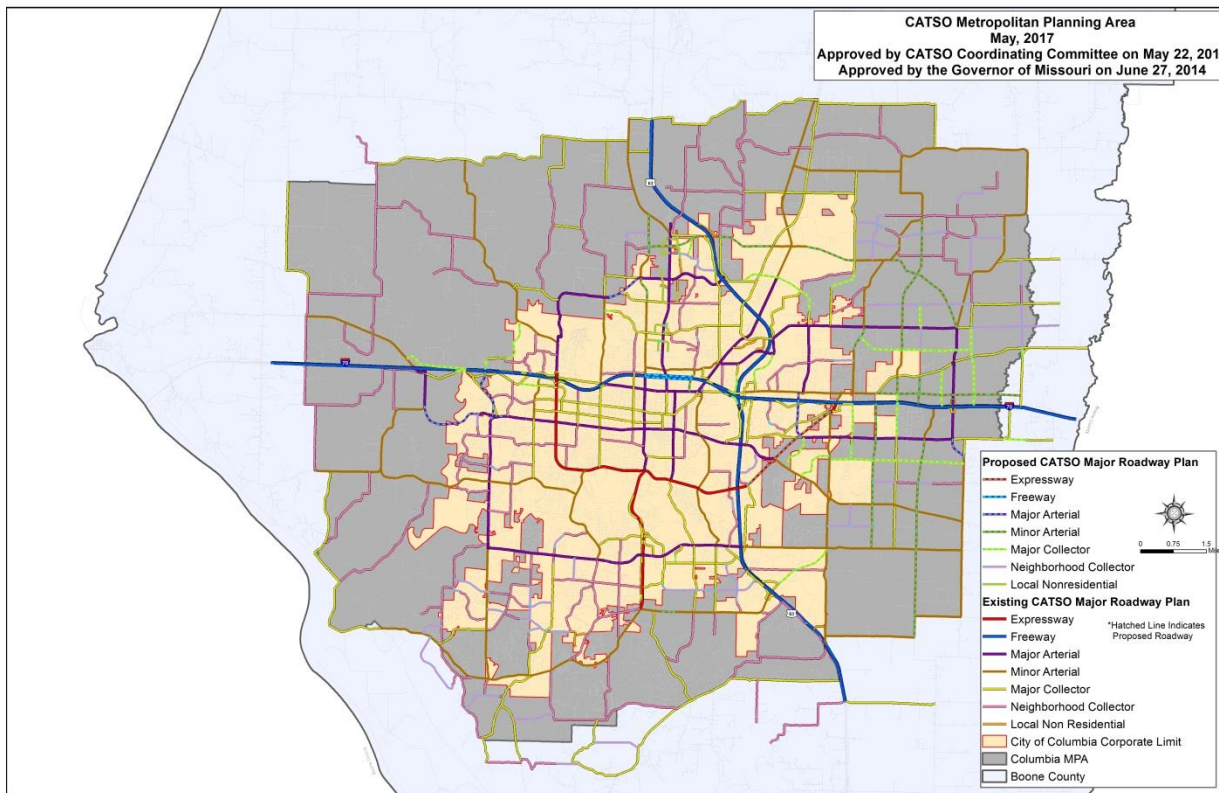 CATSO Metropolitan Planning Area
May, 2017
Approved by CATSO Coordinating Committee on May 22, 201
Approved by the Governor of Missouri on June 27, 2014
63
70
70
63
Proposed CATSO Major Roadway Plan
Expressway
Freeway
Major Arterial
Minor Arterial
Major Collector
Neighborhood Collector
Local Nonresidential
Existing CATSO Major Roadway Plan
Expressway
Freeway
Major Arterial
Minor Arterial
Major Collector
Neighborhood Collector
Local Non Residential
City of Columbia Corporate Limit
Columbia MPA
Boone County
0 0.75 1.5
*Hatched Line Indicates
Proposed Roadway